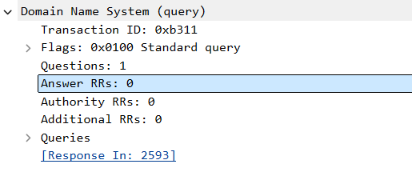 Domain Name System (query)
Transaction ID: 0xb311
Flags: 0x0100 Standard query
Questions: 1
Answer RRs: 0
Authority RRs: 0
Additional RRs: 0
Queries
[Response In: 2593]